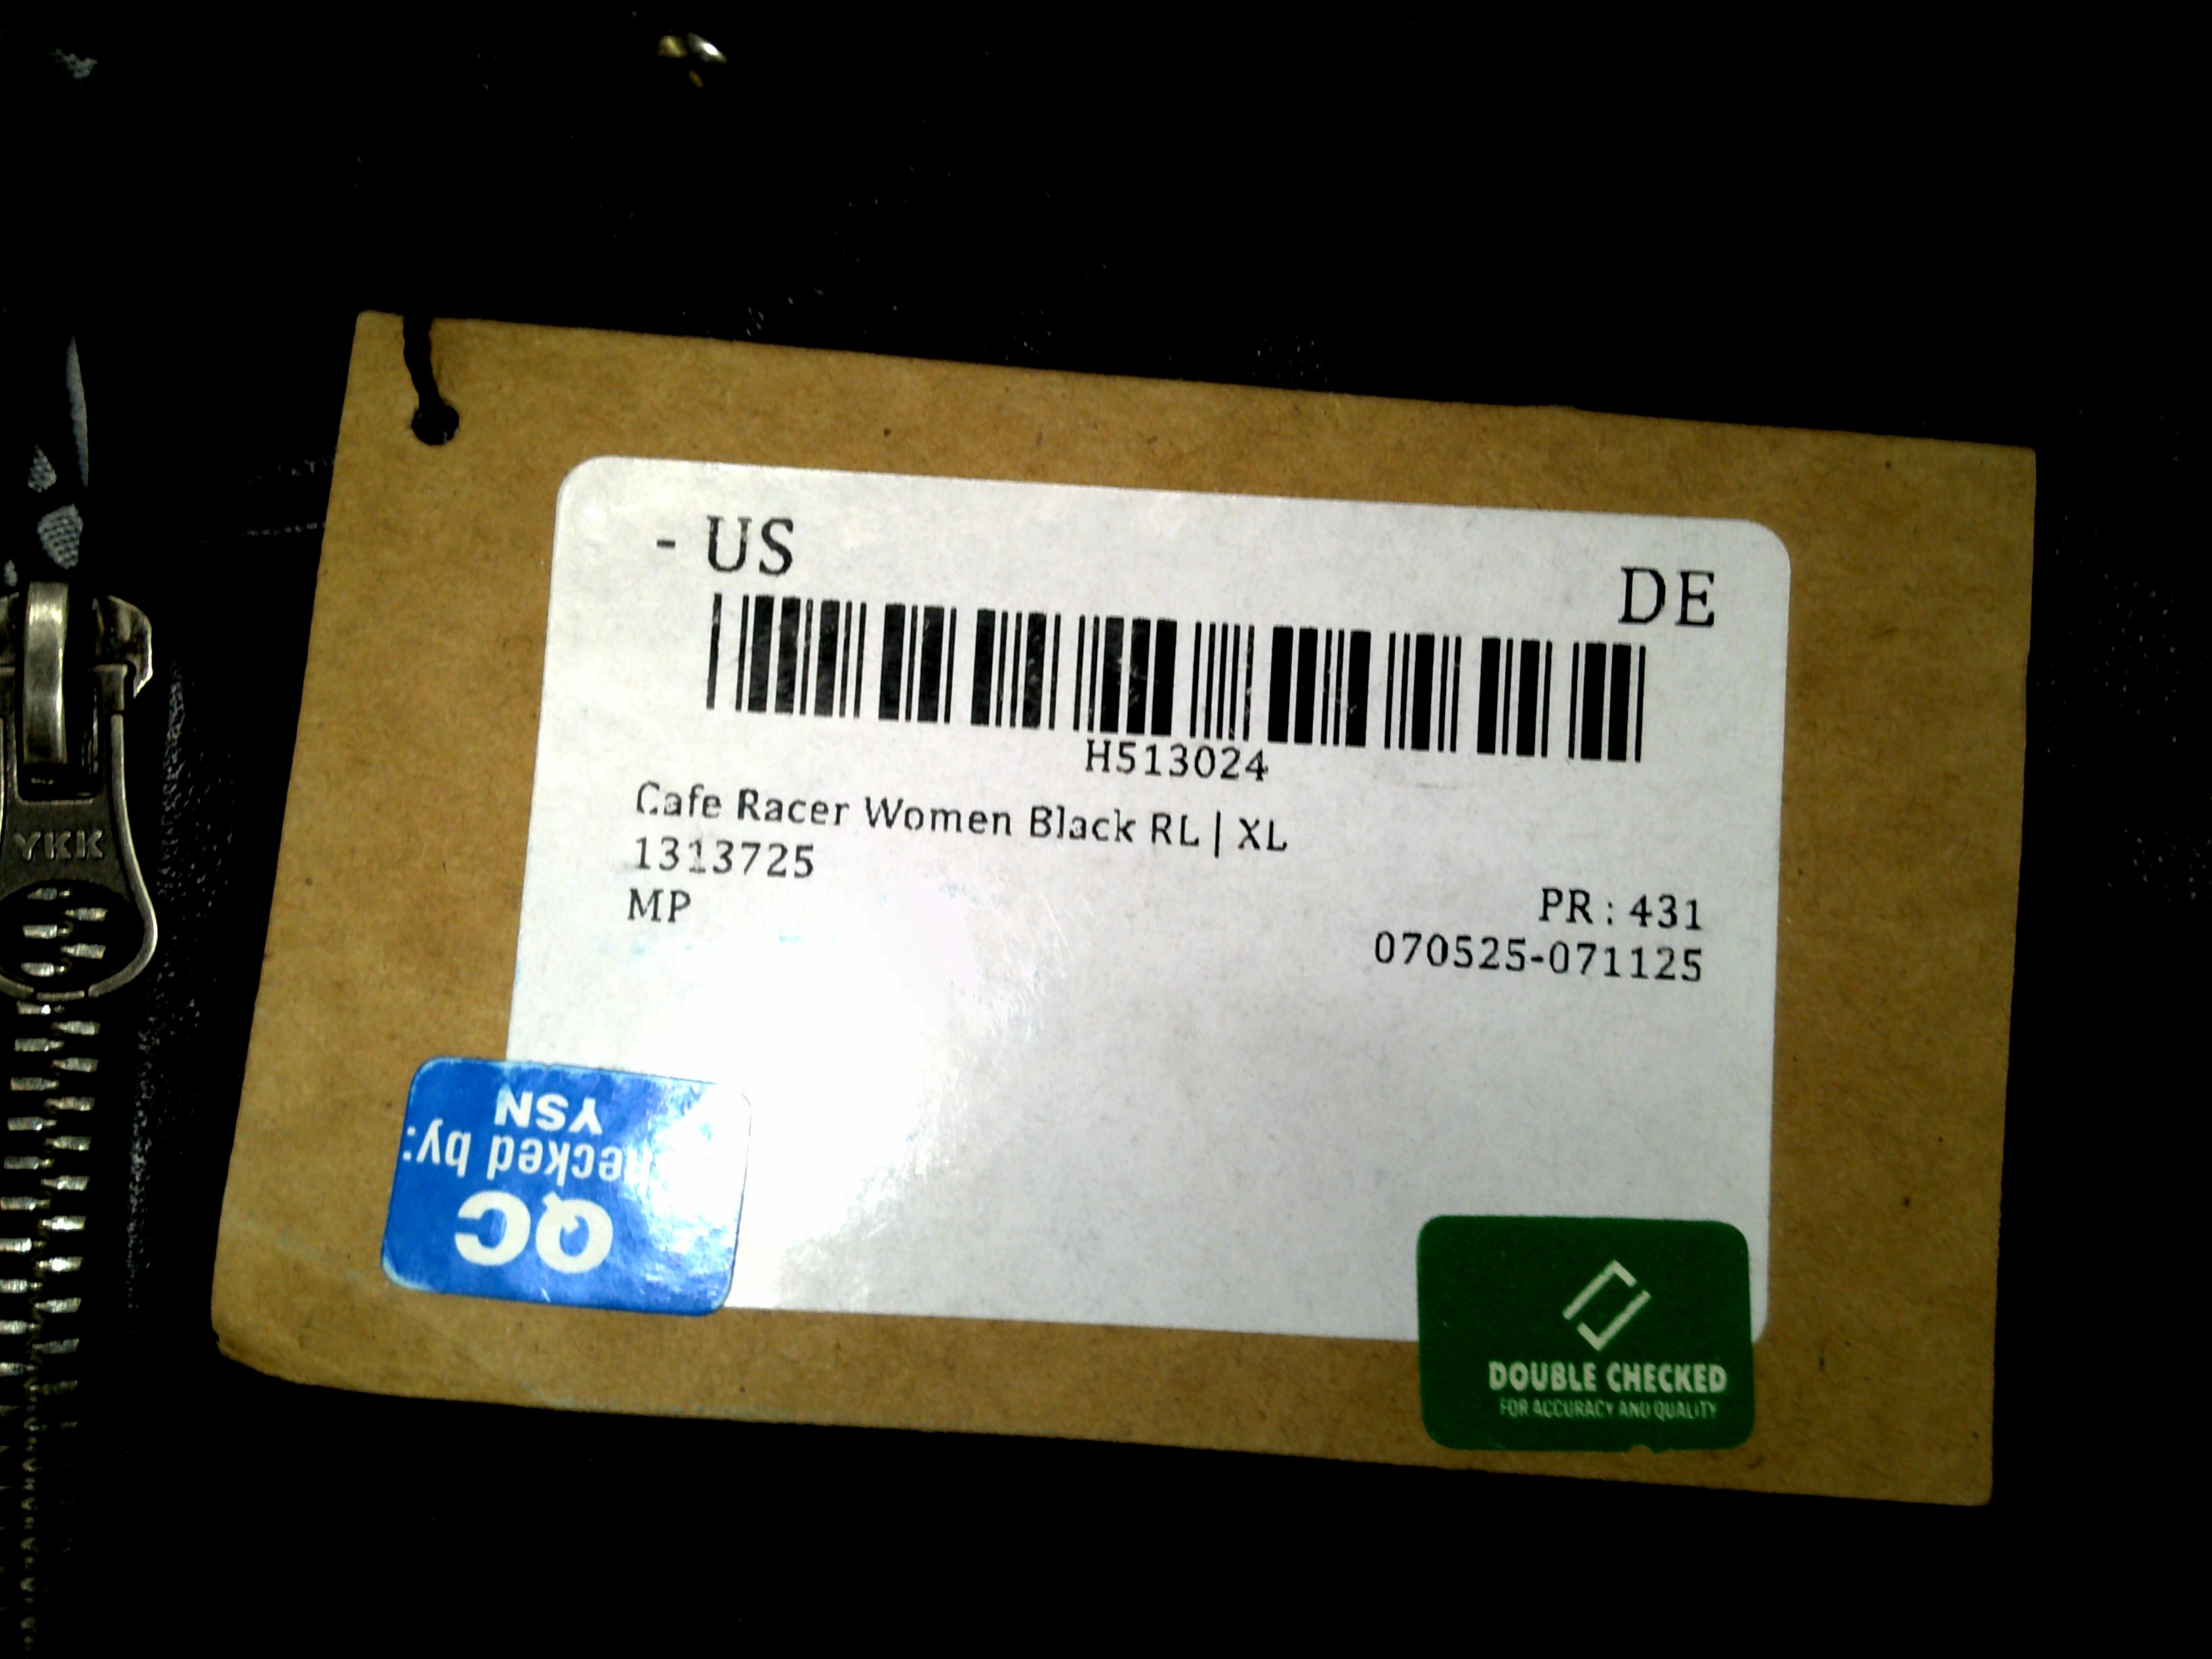 - US
DE
H513024
Cafe Racer Women Black RL | XL
1313725
MP
PR : 431
070525-071125
QC
hecked by:
YSN
DOUBLE CHECKED
FOR ACCURACY AND QUALITY
YKK